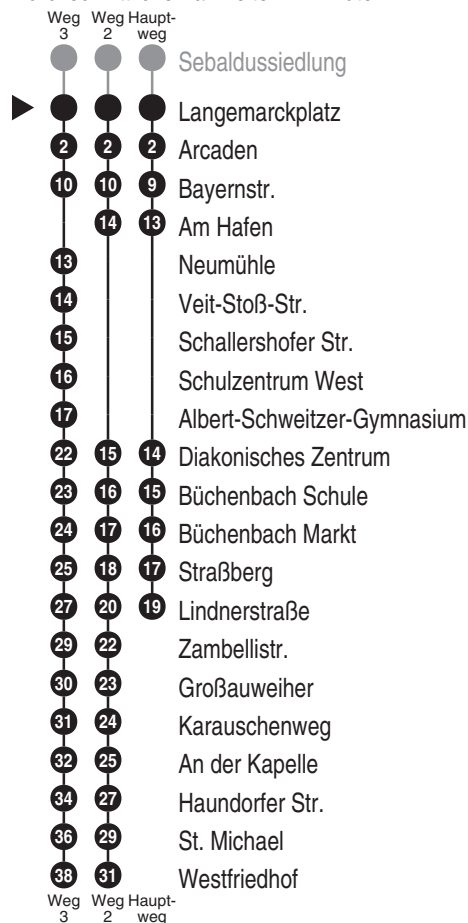 Weg Weg Haupt-
3 2 weg
Sebaldussiedlung
Langemarckplatz
2 2 2 Arcaden
10 10 9 Bayernstr.
14 13 Am Hafen
13 Neumühle
14 Veit-Stoß-Str.
15 Schallershofer Str.
16 Schulzentrum West
17 Albert-Schweitzer-Gymnasium
22 15 14 Diakonisches Zentrum
23 16 15 Büchenbach Schule
24 17 16 Büchenbach Markt
25 18 17 Straßberg
27 20 19 Lindnerstraße
29 22 Zambellistr.
30 23 Großauweiher
31 24 Karauschenweg
32 25 An der Kapelle
34 27 Haundorfer Str.
36 29 St. Michael
38 31 Westfriedhof
Weg Weg Haupt-
3 2 weg